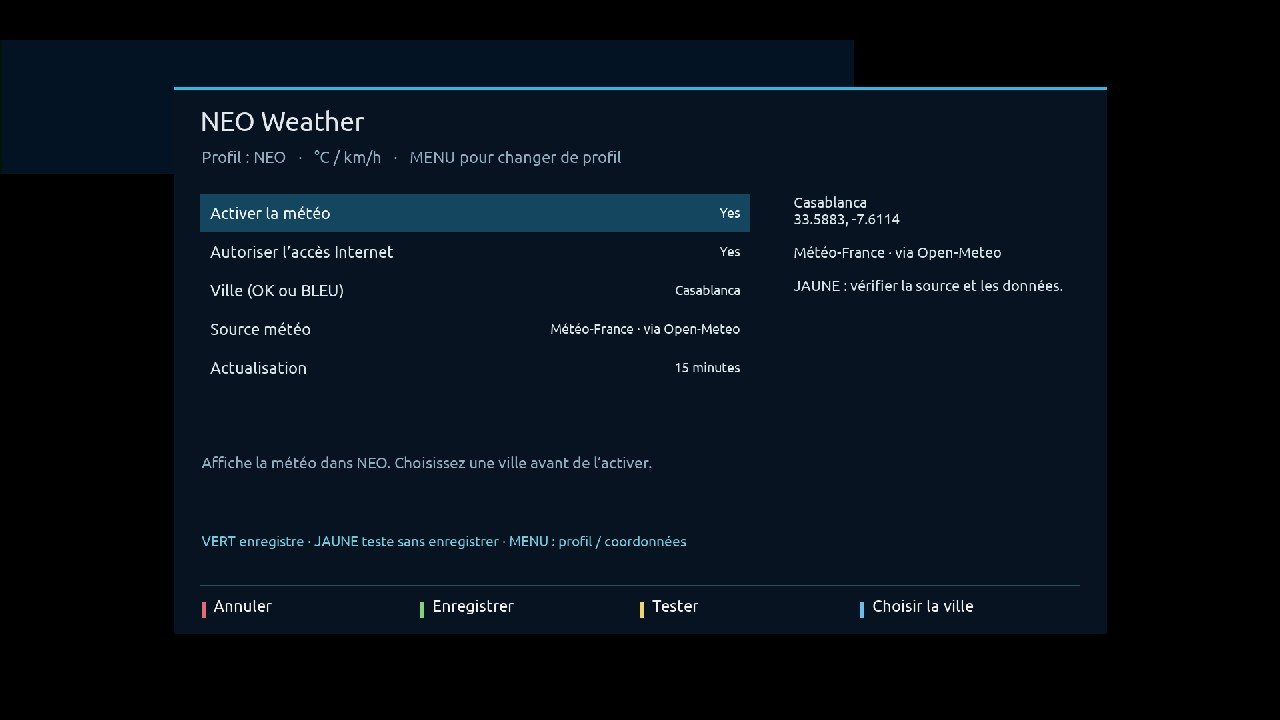 NEO Weather
Profil : NEO · °C / km/h · MENU pour changer de profil
Activer la météo Yes
Autoriser l’accès Internet Yes
Ville (OK ou BLEU) Casablanca
Source météo Météo-France · via Open-Meteo
Actualisation 15 minutes
Casablanca
33.5883, -7.6114
Météo-France · via Open-Meteo
JAUNE : vérifier la source et les données.
Affiche la météo dans NEO. Choisissez une ville avant de l’activer.
VERT enregistre · JAUNE teste sans enregistrer · MENU : profil / coordonnées
Annuler Enregistrer Tester Choisir la ville